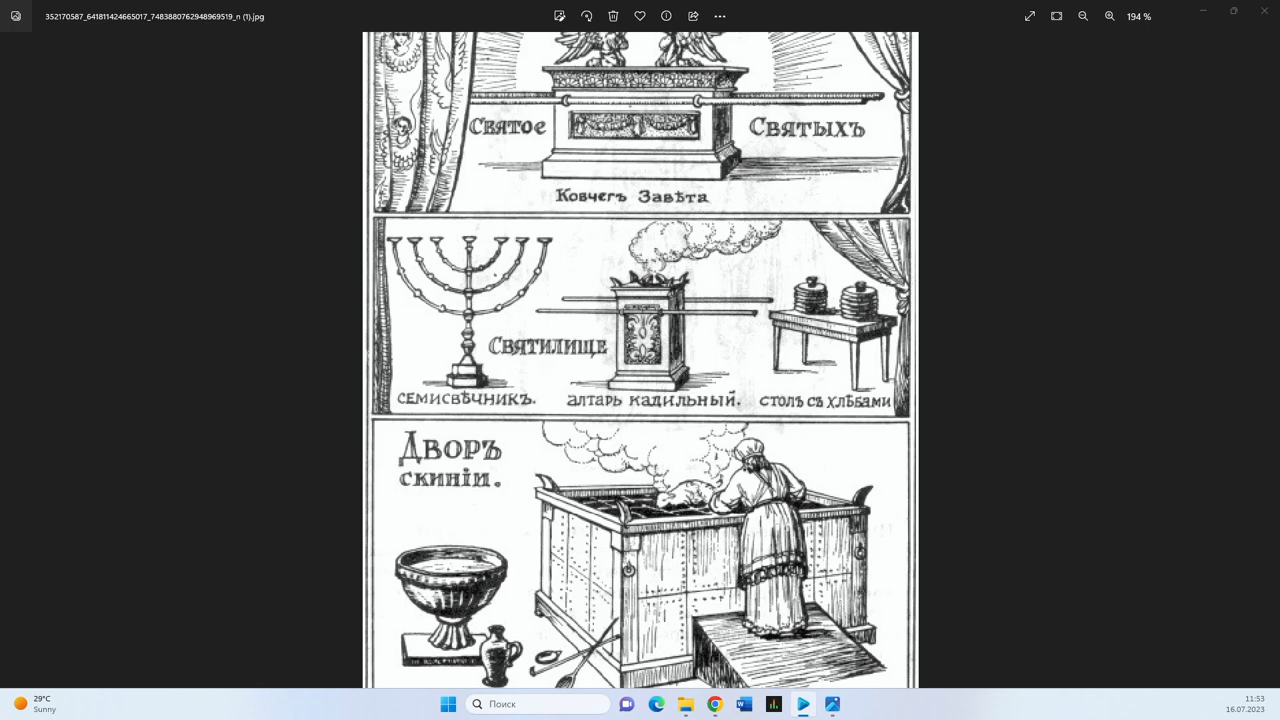 352170587_641811424665017_7483880762948969519_n (1).jpg
194 %
Святое Святыхъ
Ковчегъ Завѣта
Святилище
семисвѣчникъ. алтарь кадильный. столъ съ хлѣбами
Дворъ
скинiи.
29°C
Sunny
Поиск
11:53
16.07.2023